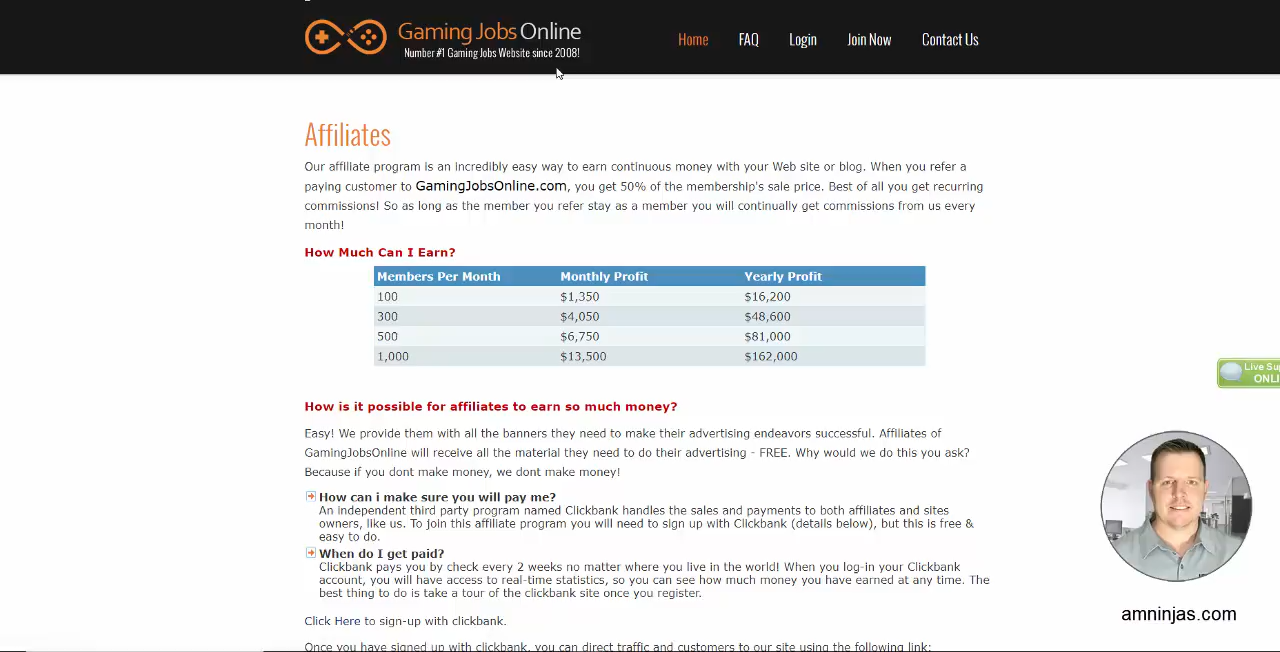 Gaming Jobs Online
Number #1 Gaming Jobs Website since 2008!
Home FAQ Login Join Now Contact Us
Affiliates
Our affiliate program is an incredibly easy way to earn continuous money with your Web site or blog. When you refer a
paying customer to GamingJobsOnline.com, you get 50% of the membership's sale price. Best of all you get recurring
commissions! So as long as the member you refer stay as a member you will continually get commissions from us every
month!
How Much Can I Earn?
Members Per Month Monthly Profit Yearly Profit
100 $1,350 $16,200
300 $4,050 $48,600
500 $6,750 $81,000
1,000 $13,500 $162,000
Live Su
ONLI
How is it possible for affiliates to earn so much money?
Easy! We provide them with all the banners they need to make their advertising endeavors successful. Affiliates of
GamingJobsOnline will receive all the material they need to do their advertising - FREE. Why would we do this you ask?
Because if you dont make money, we dont make money!
How can i make sure you will pay me?
An independent third party program named Clickbank handles the sales and payments to both affiliates and sites
owners, like us. To join this affiliate program you will need to sign up with Clickbank (details below), but this is free &
easy to do.
When do I get paid?
Clickbank pays you by check every 2 weeks no matter where you live in the world! When you log-in your Clickbank
account, you will have access to real-time statistics, so you can see how much money you have earned at any time. The
best thing to do is take a tour of the clickbank site once you register.
amninjas.com
Click Here to sign-up with clickbank.
Once you have signed up with clickbank, you can direct traffic and customers to our site using the following link: